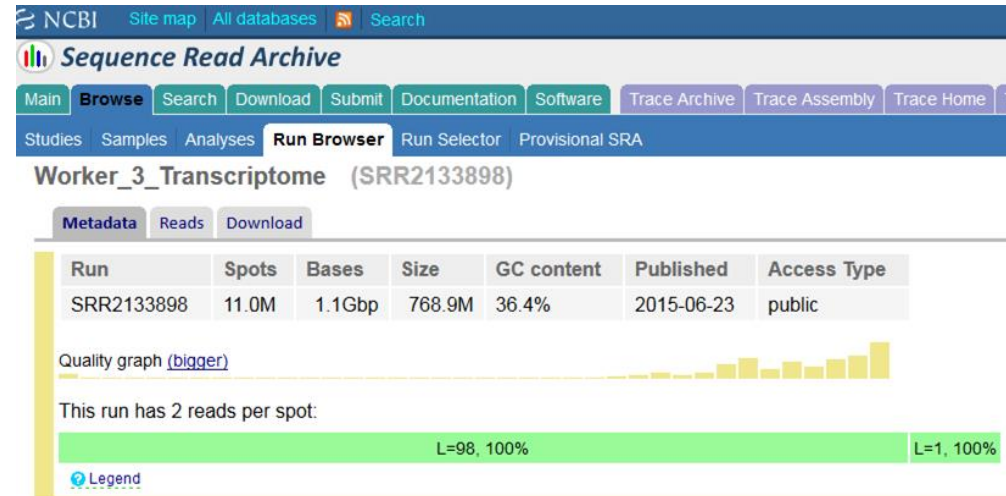 NCBI Site map All databases Search
Sequence Read Archive
Main Browse Search Download Submit Documentation Software Trace Archive Trace Assembly Trace Home
Studies Samples Analyses Run Browser Run Selector Provisional SRA
Worker_3_Transcriptome (SRR2133898)
Metadata Reads Download
Run Spots Bases Size GC content Published Access Type
SRR2133898 11.0M 1.1Gbp 768.9M 36.4% 2015-06-23 public
Quality graph (bigger)
This run has 2 reads per spot:
L=98, 100% L=1, 100%
? Legend